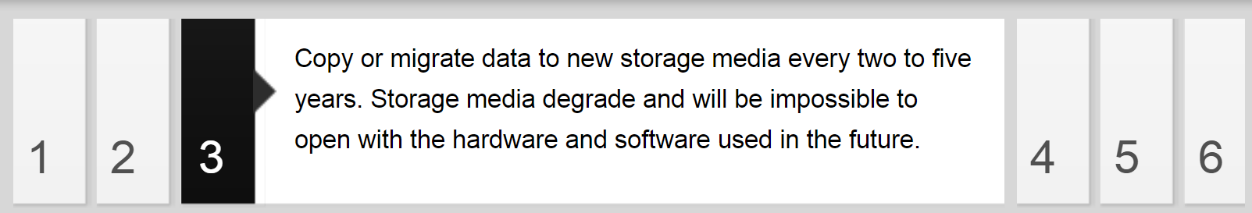 1
2
3
Copy or migrate data to new storage media every two to five
years. Storage media degrade and will be impossible to
open with the hardware and software used in the future.
4
5
6